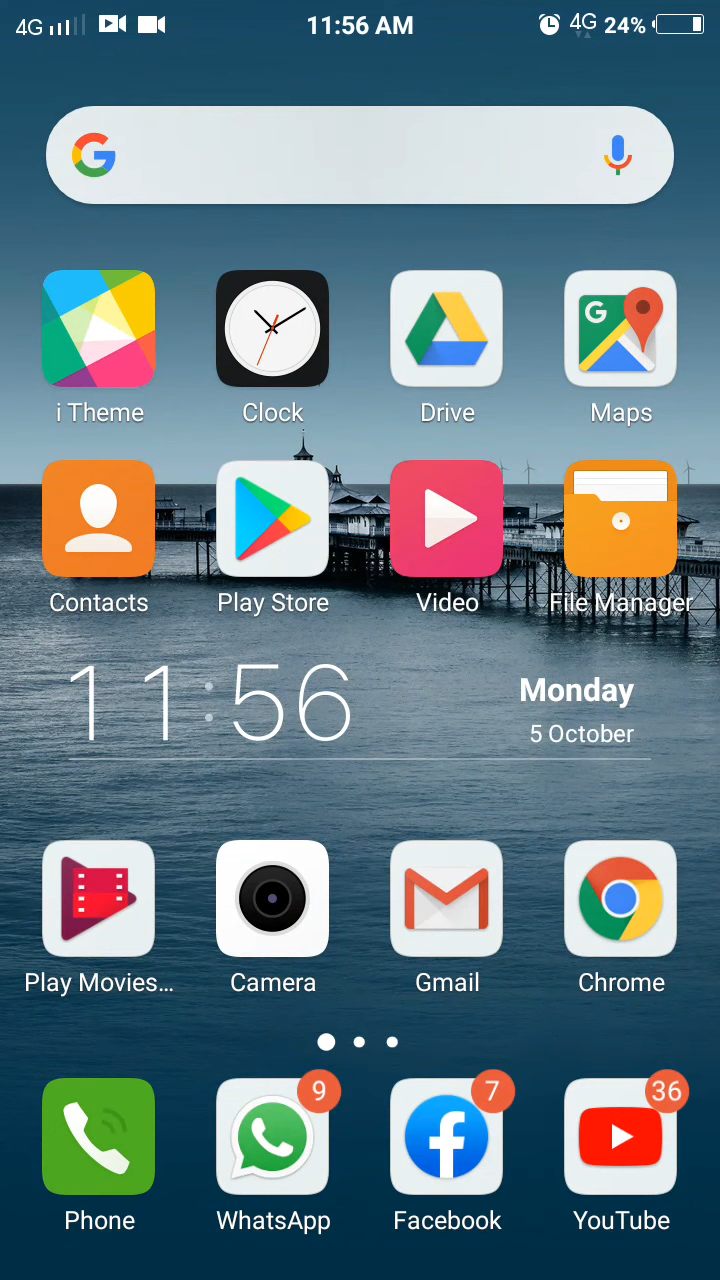 4G 11:56 AM 4G 24%
i Theme Clock Drive Maps
Contacts Play Store Video File Manager
11:56 Monday
5 October
Play Movies... Camera Gmail Chrome
9 7 36
Phone WhatsApp Facebook YouTube